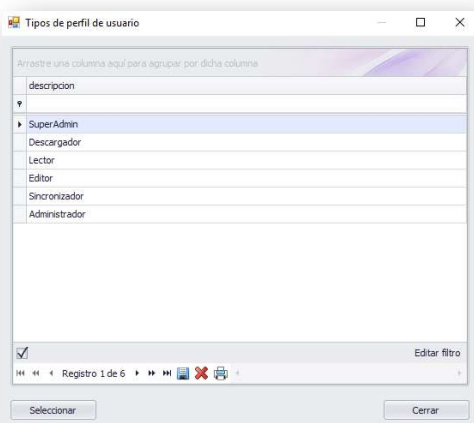 Tipos de perfil de usuario
Arrastre una columna aquí para agrupar por dicha columna
descripcion
SuperAdmin
Descargador
Lector
Editor
Sincronizador
Administrador
Editar filtro
Registro 1 de 6
Seleccionar
Cerrar